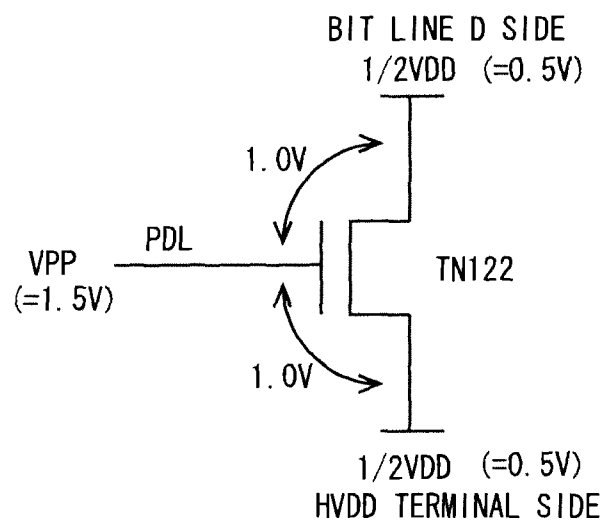 BIT LINE D SIDE
1/2VDD (=0.5V)
1.0V
PDL
VPP
(=1.5V)
TN122
1.0V
1/2VDD (=0.5V)
HVDD TERMINAL SIDE